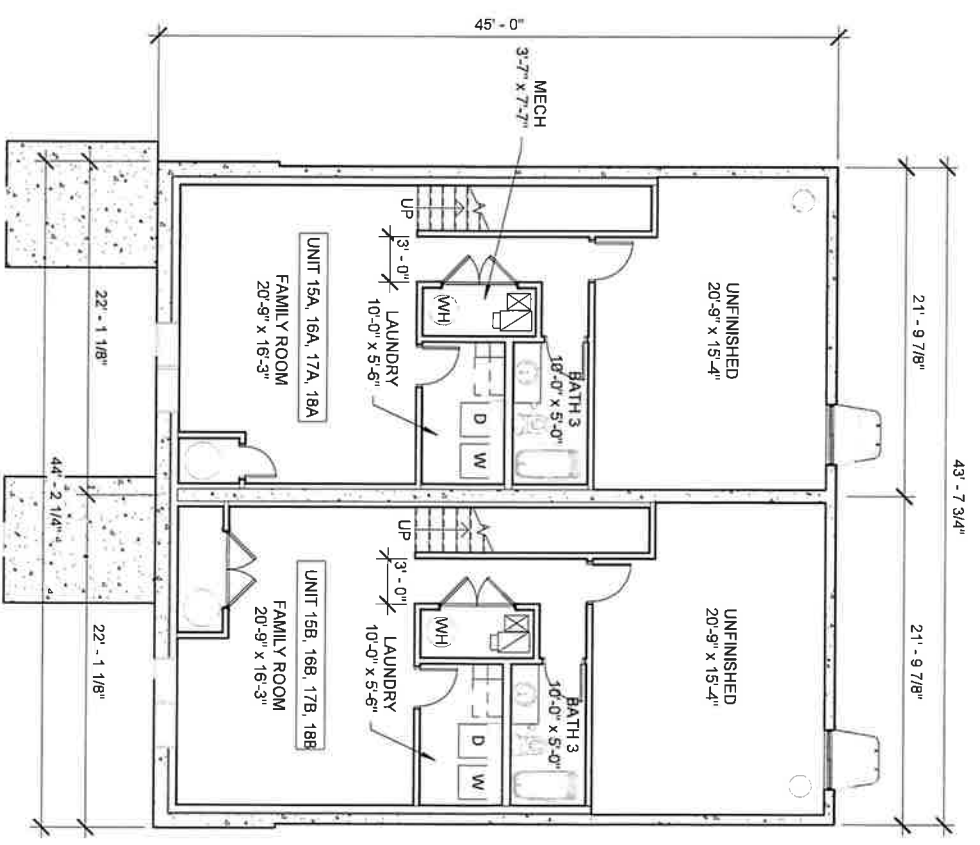 45' - 0"
MECH
3'-7" x 7'-7"
UP
3' - 0"
WH
UNIT 15A, 16A, 17A, 18A
FAMILY ROOM
20'-9" x 16'-3"
LAUNDRY
10'-0" x 5'-6"
D
W
BATH 3
10'-0" x 5'-0"
UNFINISHED
20'-9" x 15'-4"
21' - 9 7/8"
43' - 7 3/4"
22' - 1 1/8"
44' - 2 1/4"
UP
3' - 0"
WH
UNIT 15B, 16B, 17B, 18B
FAMILY ROOM
20'-9" x 16'-3"
LAUNDRY
10'-0" x 5'-6"
D
W
BATH 3
10'-0" x 5'-0"
UNFINISHED
20'-9" x 15'-4"
21' - 9 7/8"
22' - 1 1/8"